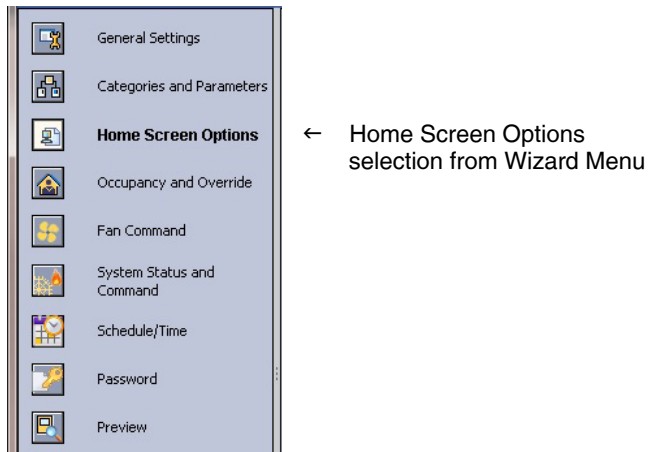 General Settings
Categories and Parameters
Home Screen Options
← Home Screen Options
selection from Wizard Menu
Occupancy and Override
Fan Command
System Status and
Command
Schedule/Time
Password
Preview